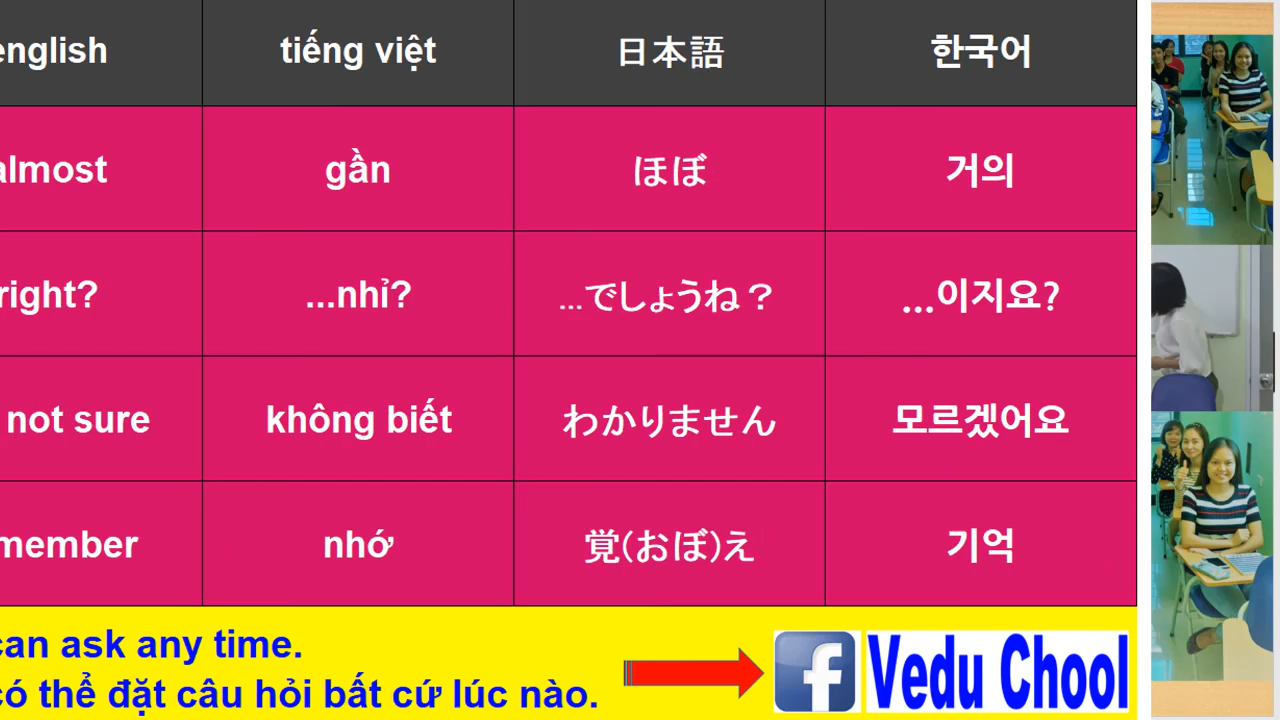 english tiếng việt 日本語 한국어
almost gần ほぼ 거의
right? ...nhỉ? ...でしょうね？ ...이지요?
not sure không biết わかりません 모르겠어요
member nhớ 覚(おぼ)え 기억
can ask any time.
có thể đặt câu hỏi bất cứ lúc nào.
f Vedu Chool